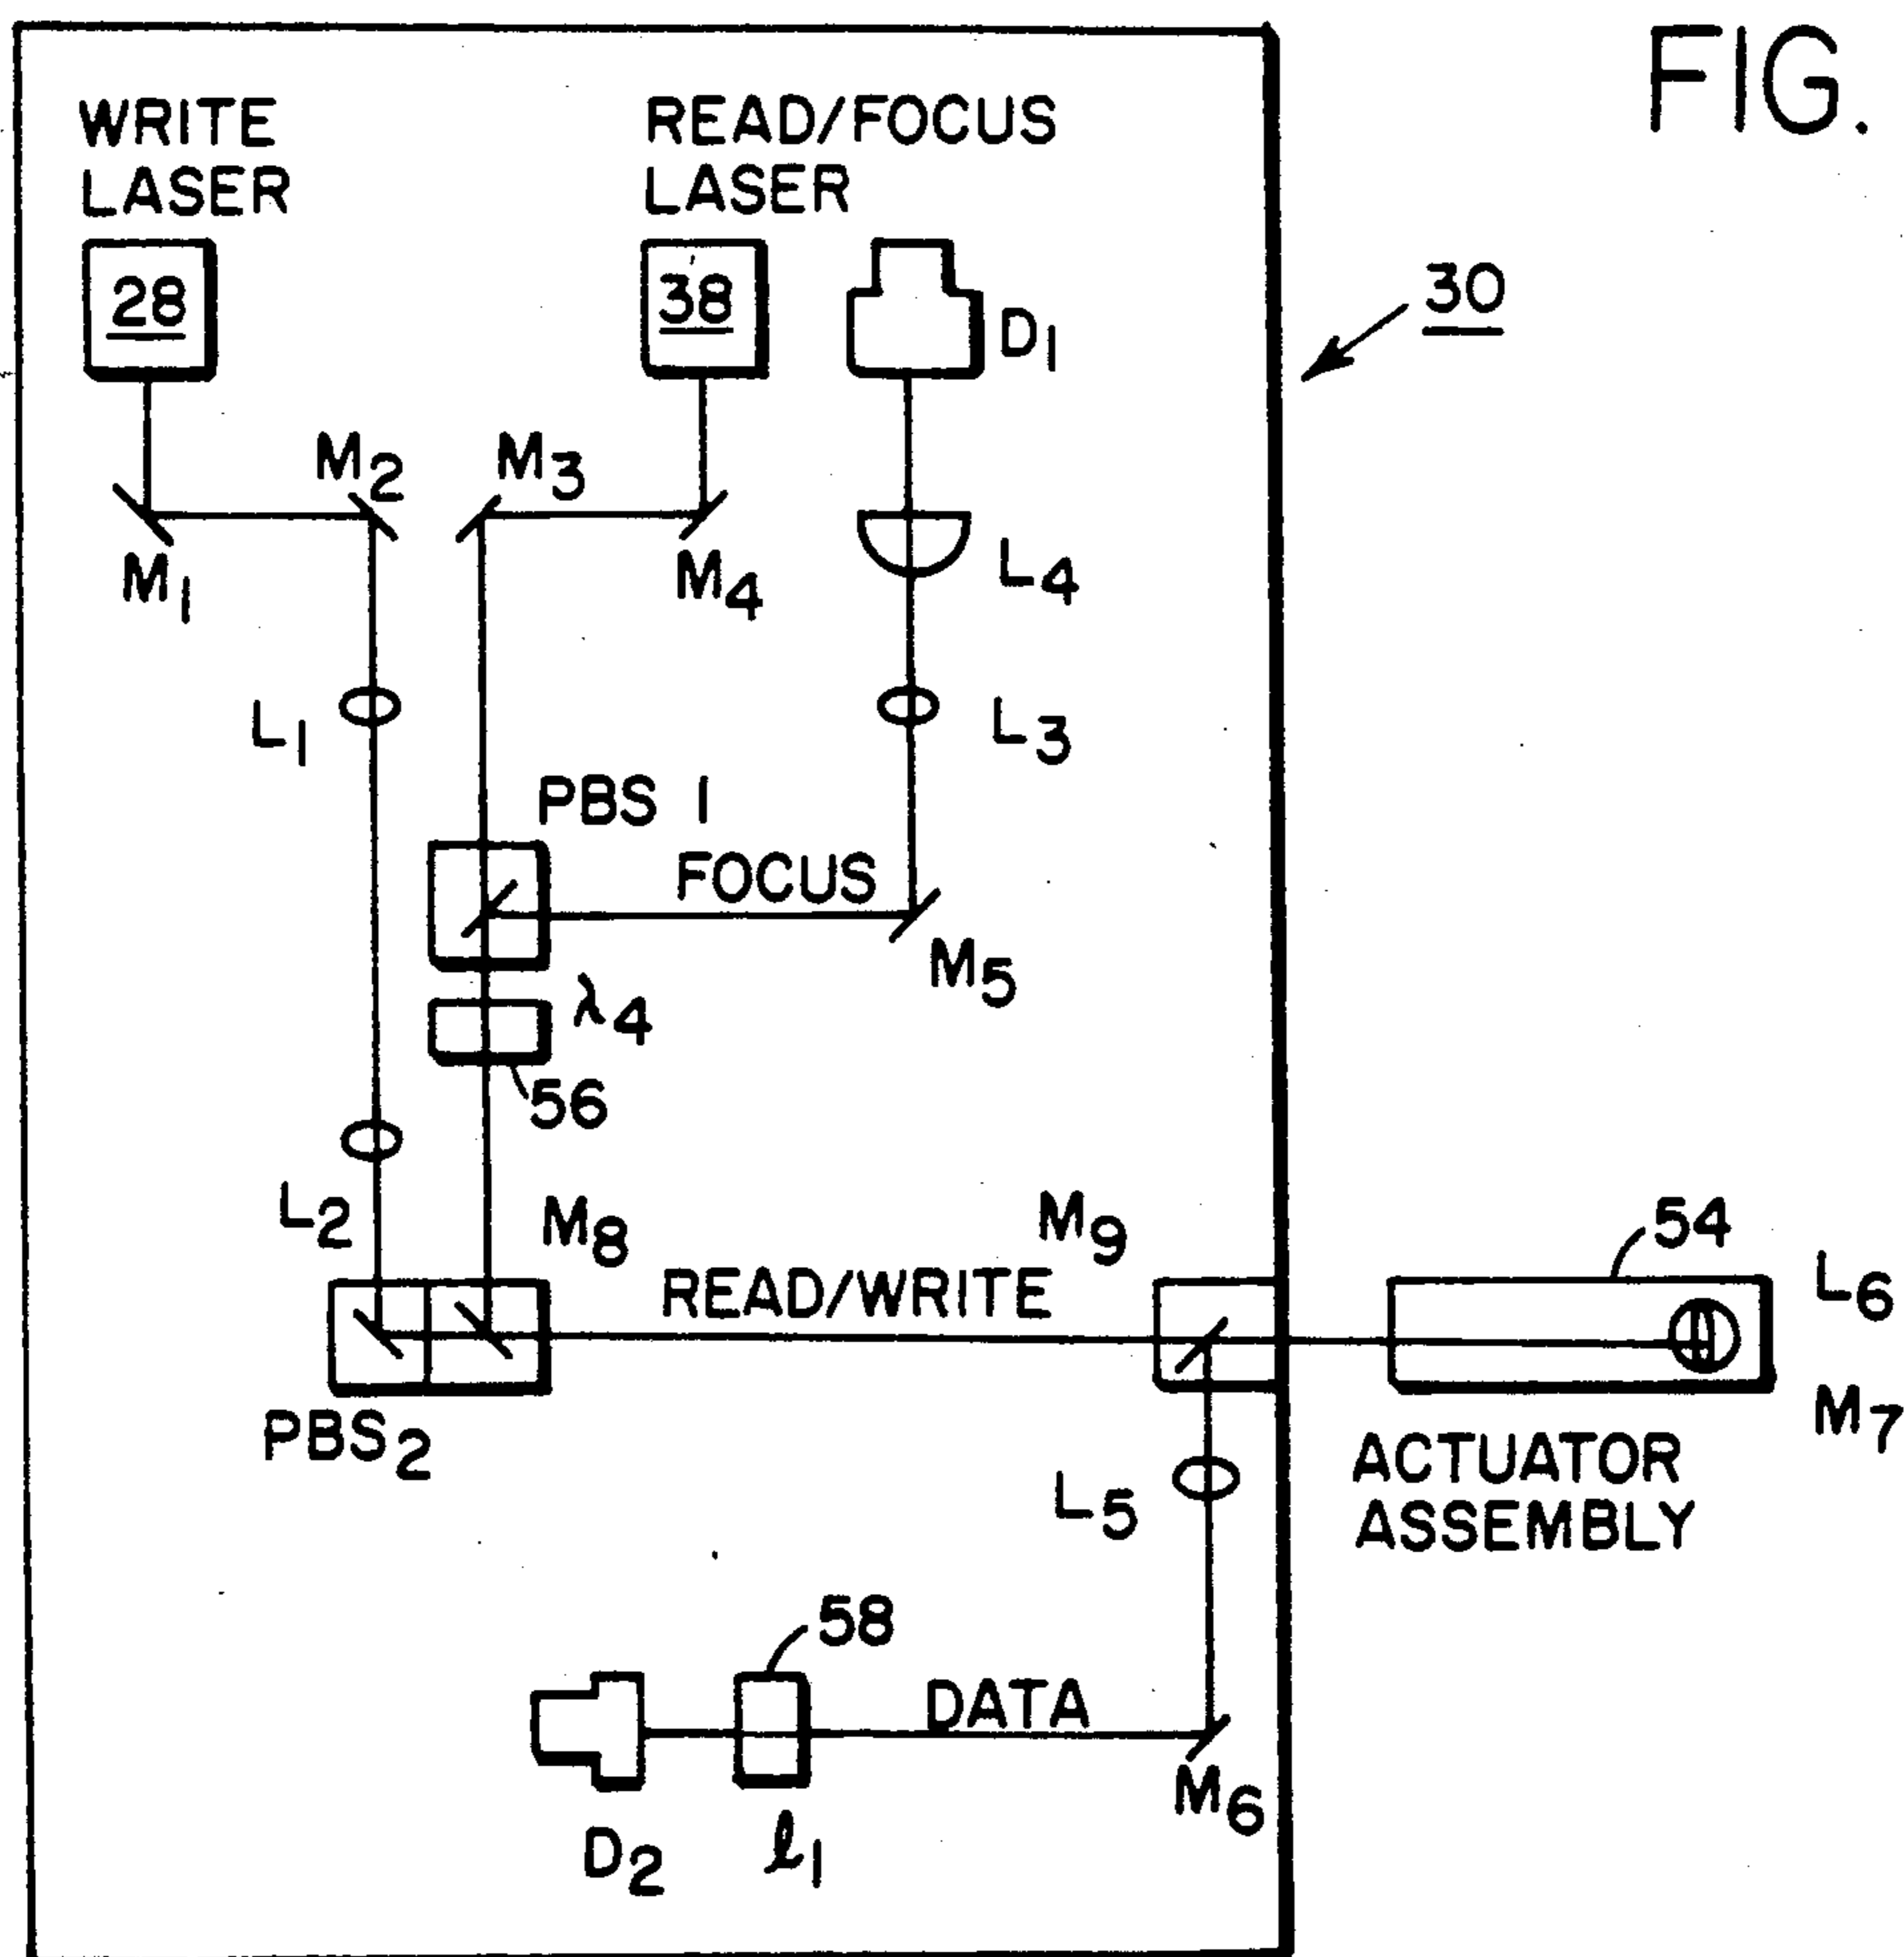 FIG.
WRITE
LASER
READ/FOCUS
LASER
28
38
D1
30
M2
M3
M1
M4
L4
L1
L3
PBS 1
FOCUS
M5
λ4
56
L2
M8
M9
54
L6
READ/WRITE
PBS2
M7
L5
ACTUATOR
ASSEMBLY
58
DATA
M6
D2
ℓ1